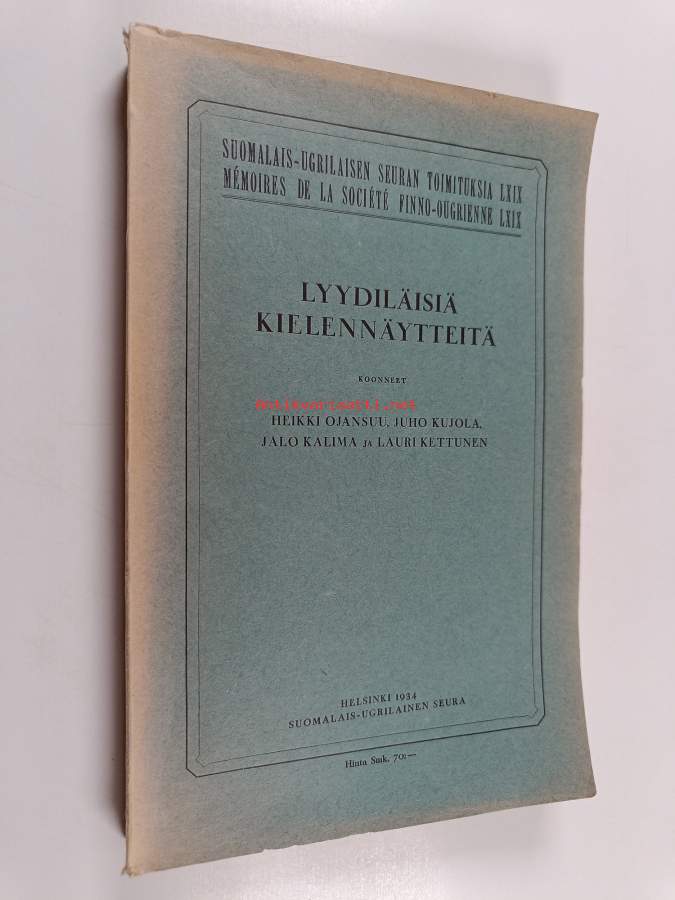 SUOMALAIS-UGRILAISEN SEURAN TOIMITUKSIA LXIX
MÉMOIRES DE LA SOCIÉTÉ FINNO-OUGRIENNE LXIX
LYYDILÄISIÄ
KIELENNÄYTTEITÄ
KOONNEET
HEIKKI OJANSUU, JUHO KUJOLA,
JALO KALIMA JA LAURI KETTUNEN
HELSINKI 1934
SUOMALAIS-UGRILAINEN SEURA
Hinta Smk. 70:—